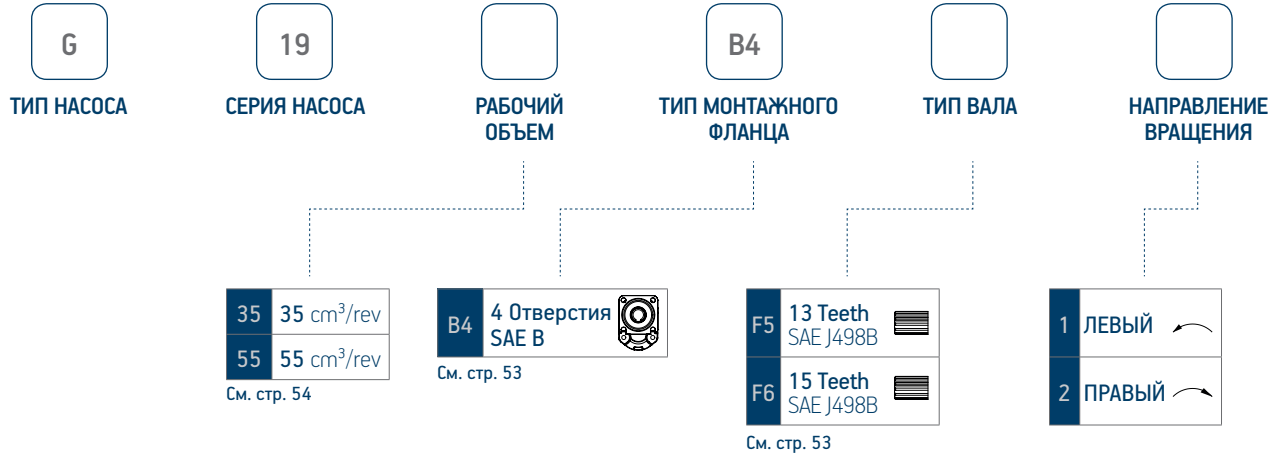 G
19
B4
ТИП НАСОСА
СЕРИЯ НАСОСА
РАБОЧИЙ
ОБЪЕМ
ТИП МОНТАЖНОГО
ФЛАНЦА
ТИП ВАЛА
НАПРАВЛЕНИЕ
ВРАЩЕНИЯ
35 35 cm³/rev
55 55 cm³/rev
См. стр. 54
B4 4 Отверстия
SAE B
См. стр. 53
F5 13 Teeth
SAE J498B
F6 15 Teeth
SAE J498B
См. стр. 53
1 ЛЕВЫЙ
2 ПРАВЫЙ